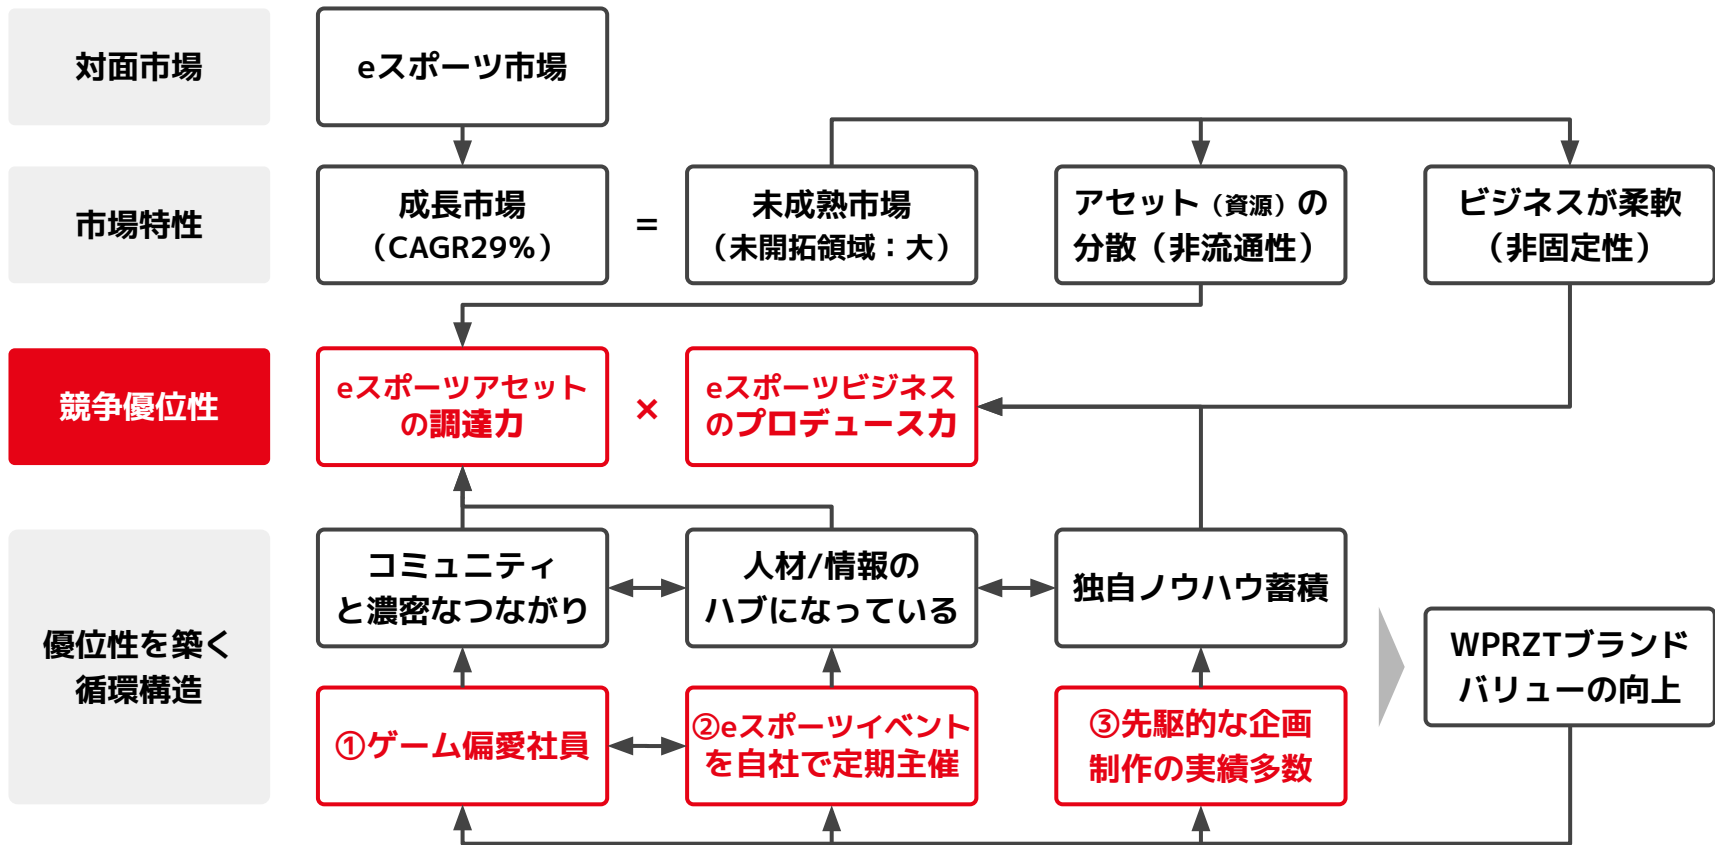 対面市場
eスポーツ市場
市場特性
成長市場
（CAGR29%）
=
未成熟市場
（未開拓領域：大）
アセット（資源）の
分散（非流通性）
ビジネスが柔軟
（非固定性）
競争優位性
eスポーツアセット
の調達力
×
eスポーツビジネス
のプロデュース力
優位性を築く
循環構造
コミュニティ
と濃密なつながり
人材/情報の
ハブになっている
独自ノウハウ蓄積
WPRZTブランド
バリューの向上
①ゲーム偏愛社員
②eスポーツイベント
を自社で定期主催
③先駆的な企画
制作の実績多数